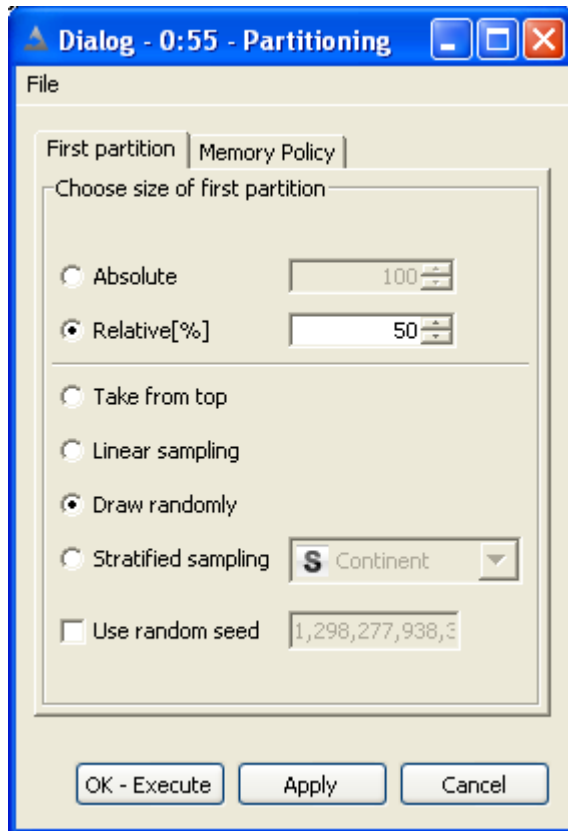 Dialog - 0:55 - Partitioning
File
First partition Memory Policy
Choose size of first partition
Absolute 100
Relative[%] 50
Take from top
Linear sampling
Draw randomly
Stratified sampling S Continent
Use random seed 1,298,277,938,3
OK - Execute Apply Cancel